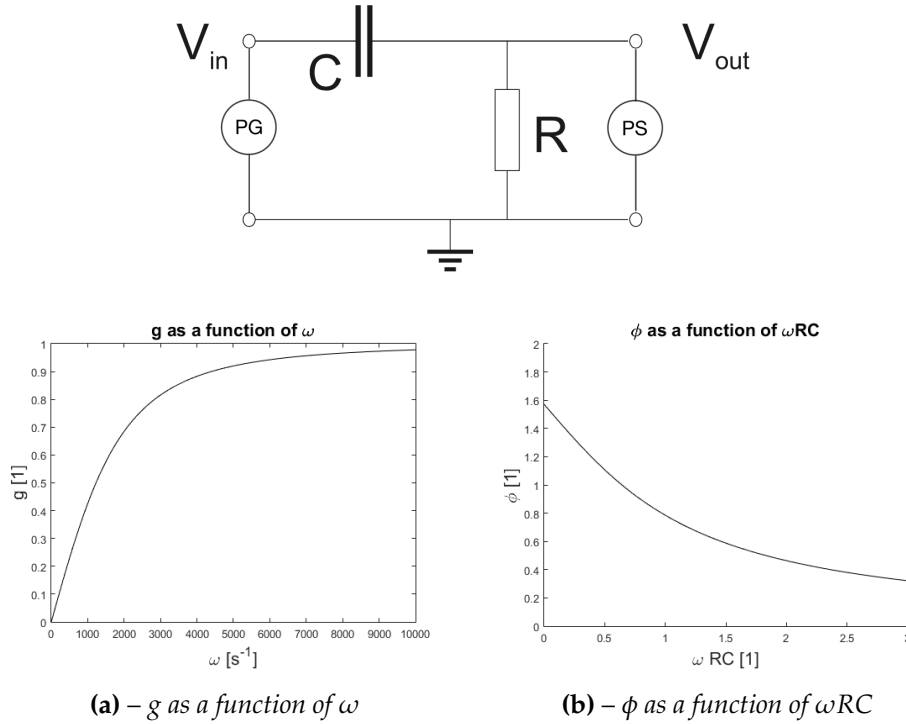 V_in
C
V_out
PG
R
PS
g as a function of ω
1
0.9
0.8
0.7
0.6
0.5
0.4
0.3
0.2
0.1
0
g [1]
0 1000 2000 3000 4000 5000 6000 7000 8000 9000 10000
ω [s^-1]
ϕ as a function of ωRC
2
1.8
1.6
1.4
1.2
1
0.8
0.6
0.4
0.2
0
ϕ [1]
0 0.5 1 1.5 2 2.5 3
ω RC [1]
(a) – g as a function of ω
(b) – ϕ as a function of ωRC